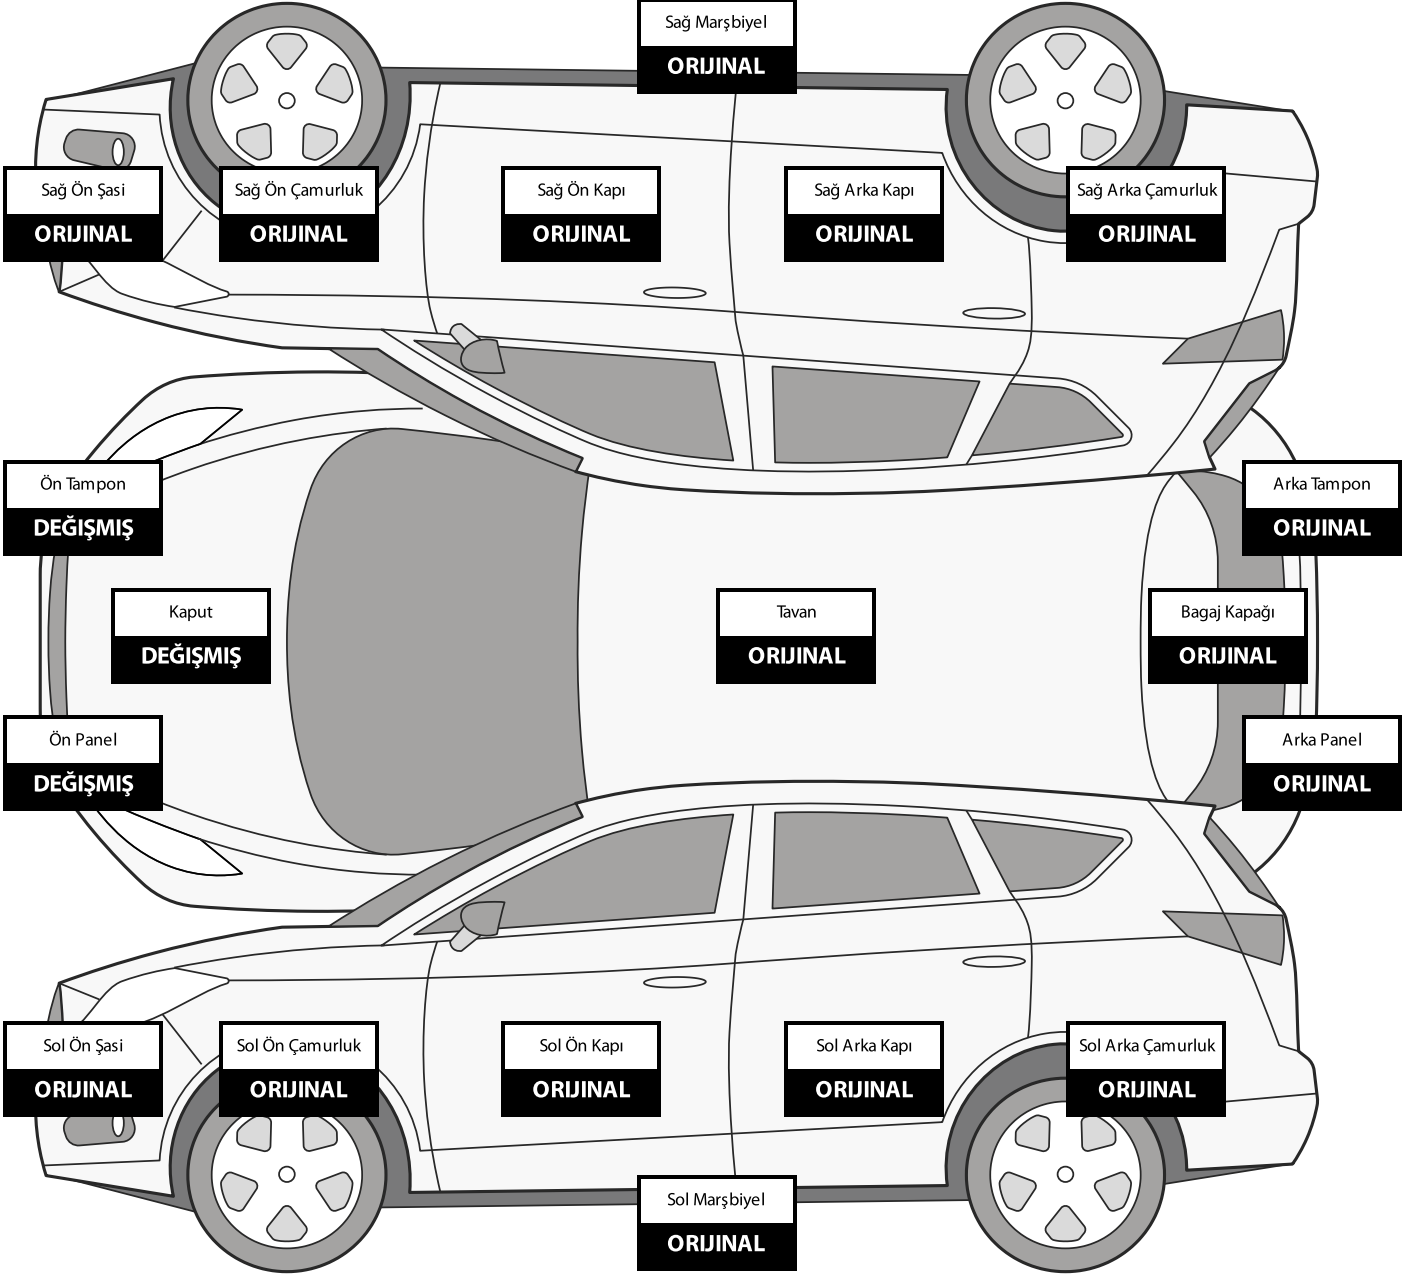 Sağ Marşbiyel
ORIJINAL
Sağ Ön Şasi
ORIJINAL
Sağ Ön Çamurluk
ORIJINAL
Sağ Ön Kapı
ORIJINAL
Sağ Arka Kapı
ORIJINAL
Sağ Arka Çamurluk
ORIJINAL
Ön Tampon
DEĞIŞMIŞ
Arka Tampon
ORIJINAL
Kaput
DEĞIŞMIŞ
Tavan
ORIJINAL
Bagaj Kapağı
ORIJINAL
Ön Panel
DEĞIŞMIŞ
Arka Panel
ORIJINAL
Sol Ön Şasi
ORIJINAL
Sol Ön Çamurluk
ORIJINAL
Sol Ön Kapı
ORIJINAL
Sol Arka Kapı
ORIJINAL
Sol Arka Çamurluk
ORIJINAL
Sol Marşbiyel
ORIJINAL